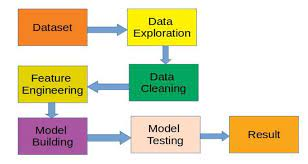 Dataset
Data
Exploration
Data
Cleaning
Feature
Engineering
Model
Building
Model
Testing
Result